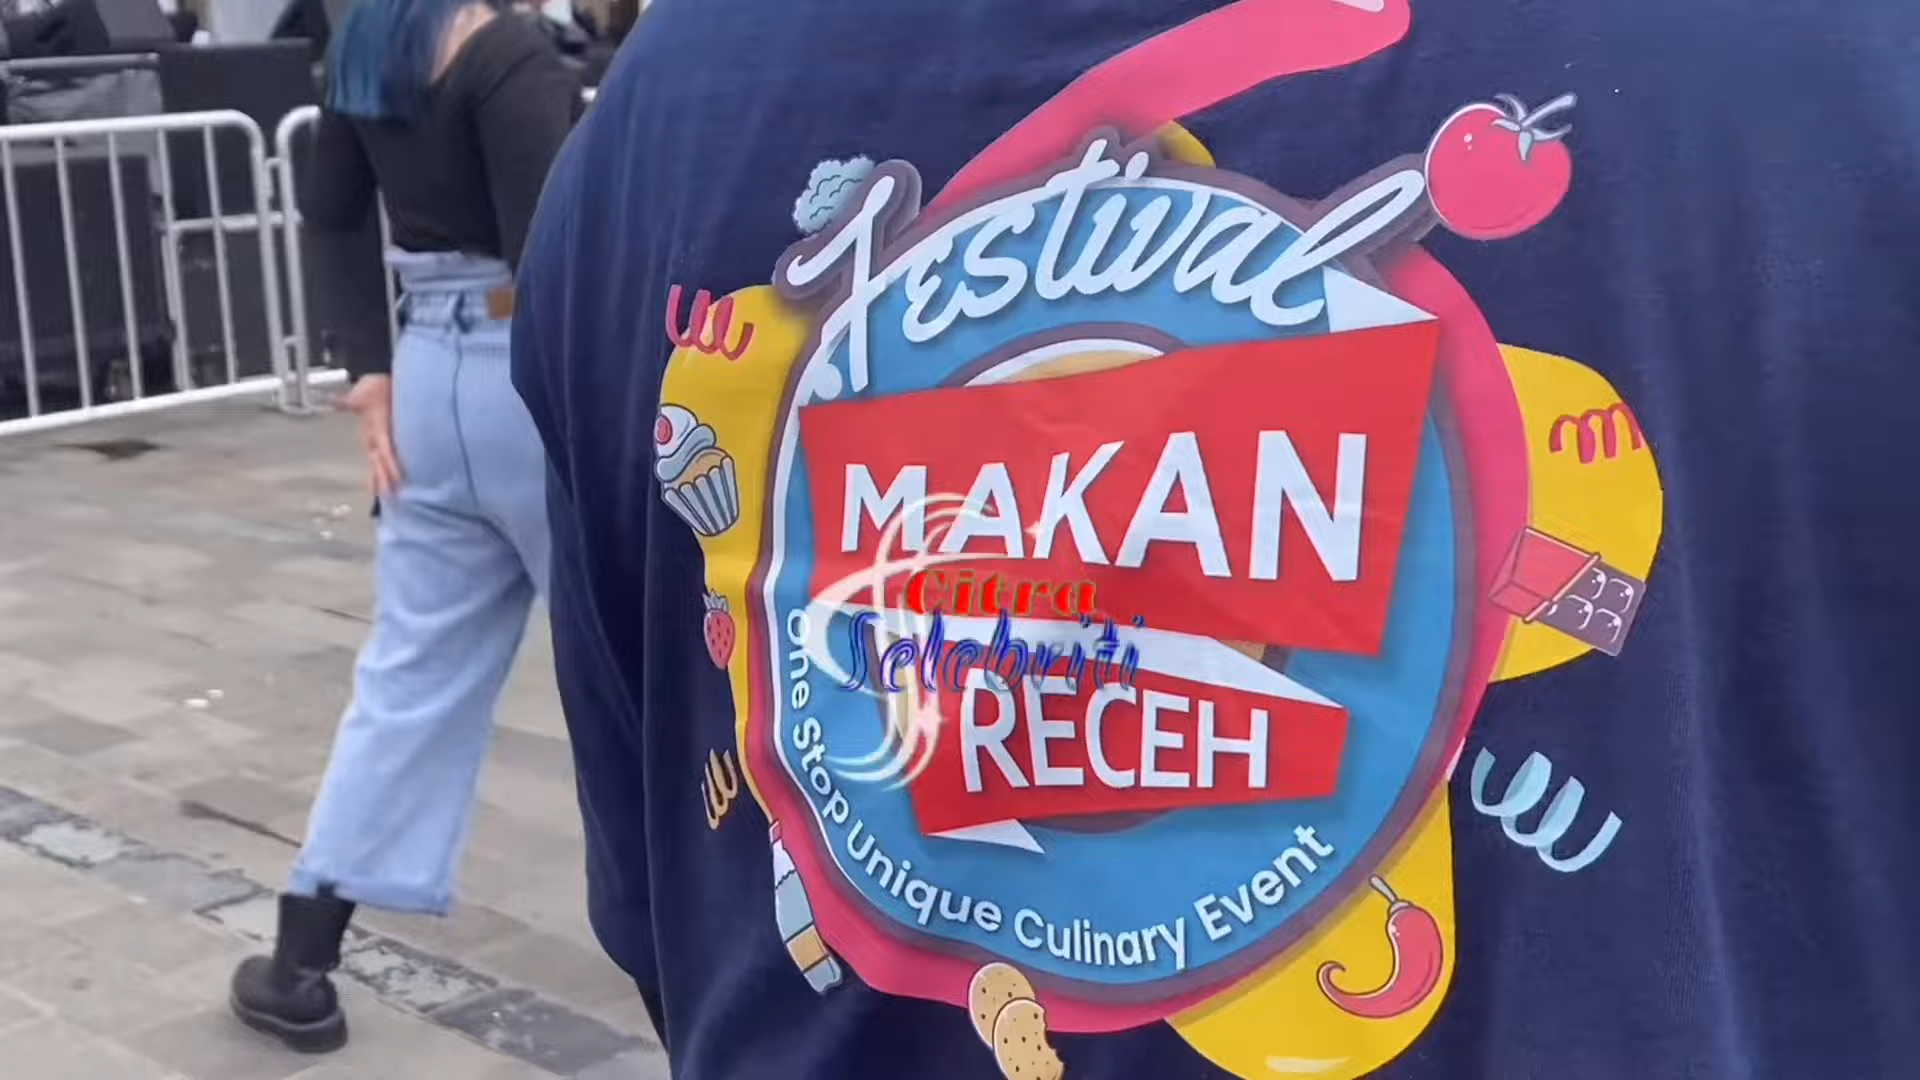 Festival
MAKAN
RECEH
One Stop Unique Culinary Event
Citra
Selebriti